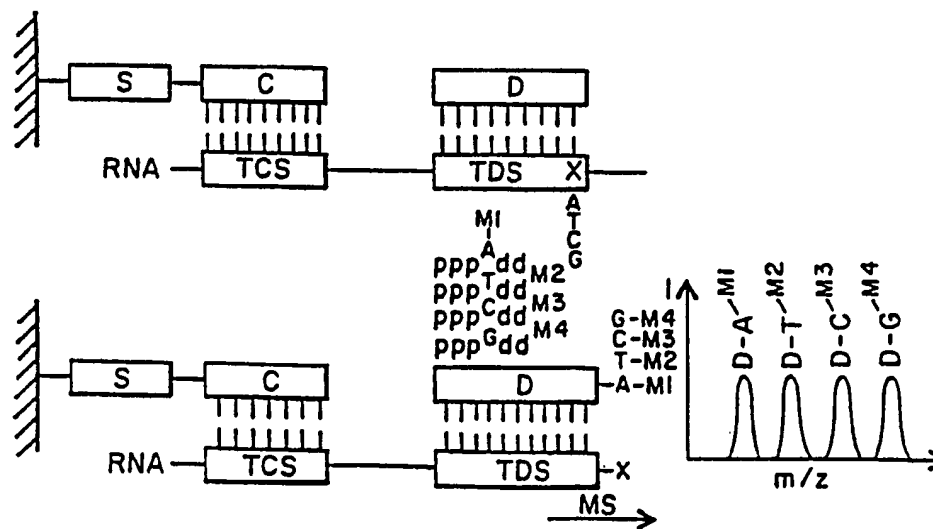 S C D
RNA TCS TDS X
A
T
C
G
M1
A
pppAdd M2
pppTdd M3
pppCdd M4
pppGdd
S C D
RNA TCS TDS X
G-M4
C-M3
T-M2
A-M1
MS
I
D-A-M1 D-T-M2 D-C-M3 D-G-M4
m/z